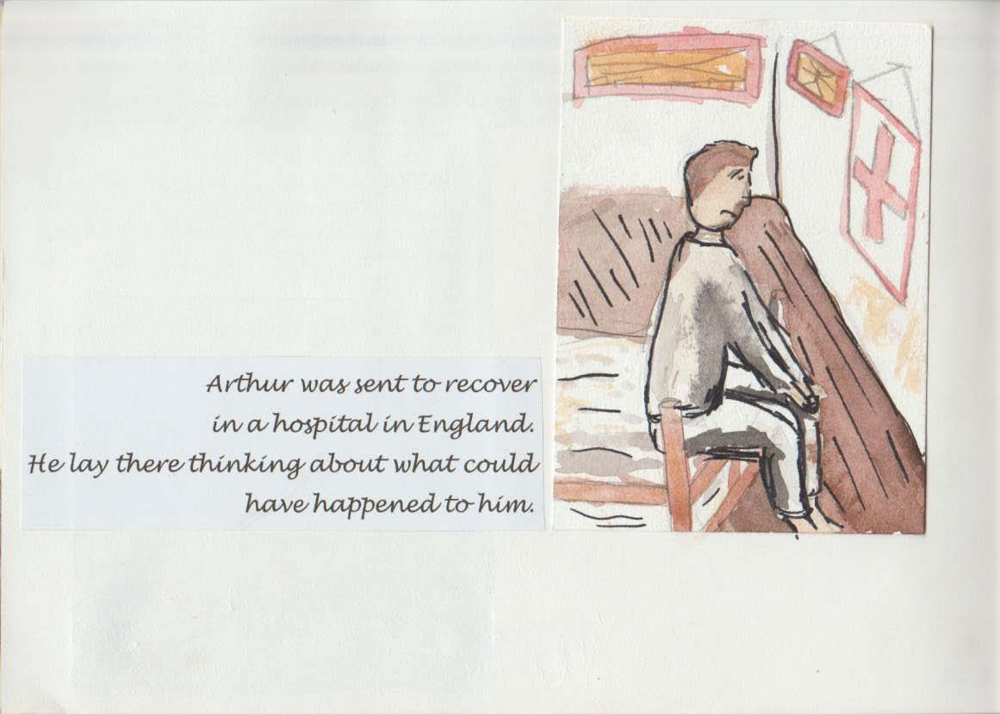 Arthur was sent to recover
in a hospital in England.
He lay there thinking about what could
have happened to him.